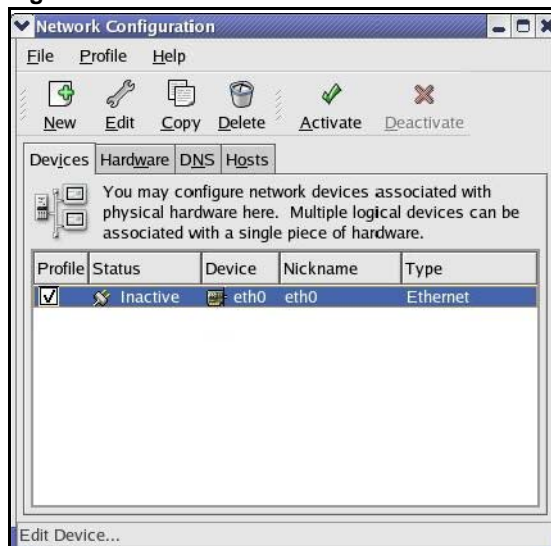 Network Configuration
File Profile Help
New Edit Copy Delete Activate Deactivate
Devices Hardware DNS Hosts
You may configure network devices associated with
physical hardware here. Multiple logical devices can be
associated with a single piece of hardware.
Profile Status Device Nickname Type
Inactive eth0 eth0 Ethernet
Edit Device...